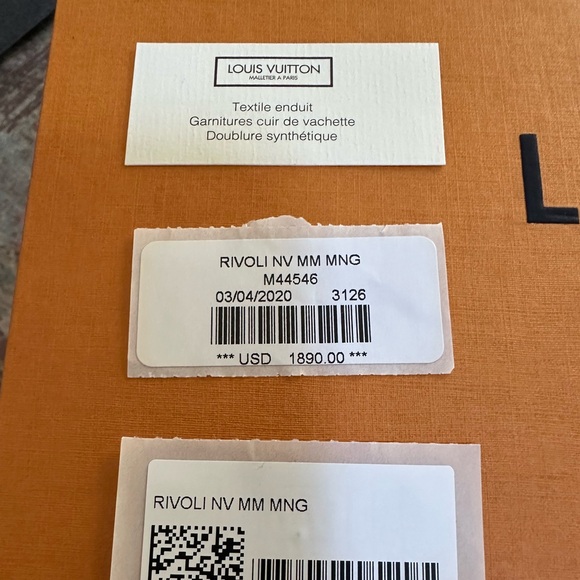 LOUIS VUITTON
MALLETIER A PARIS
Textile enduit
Garnitures cuir de vachette
Doublure synthétique
L
RIVOLI NV MM MNG
M44546
03/04/2020 3126
*** USD 1890.00 ***
RIVOLI NV MM MNG